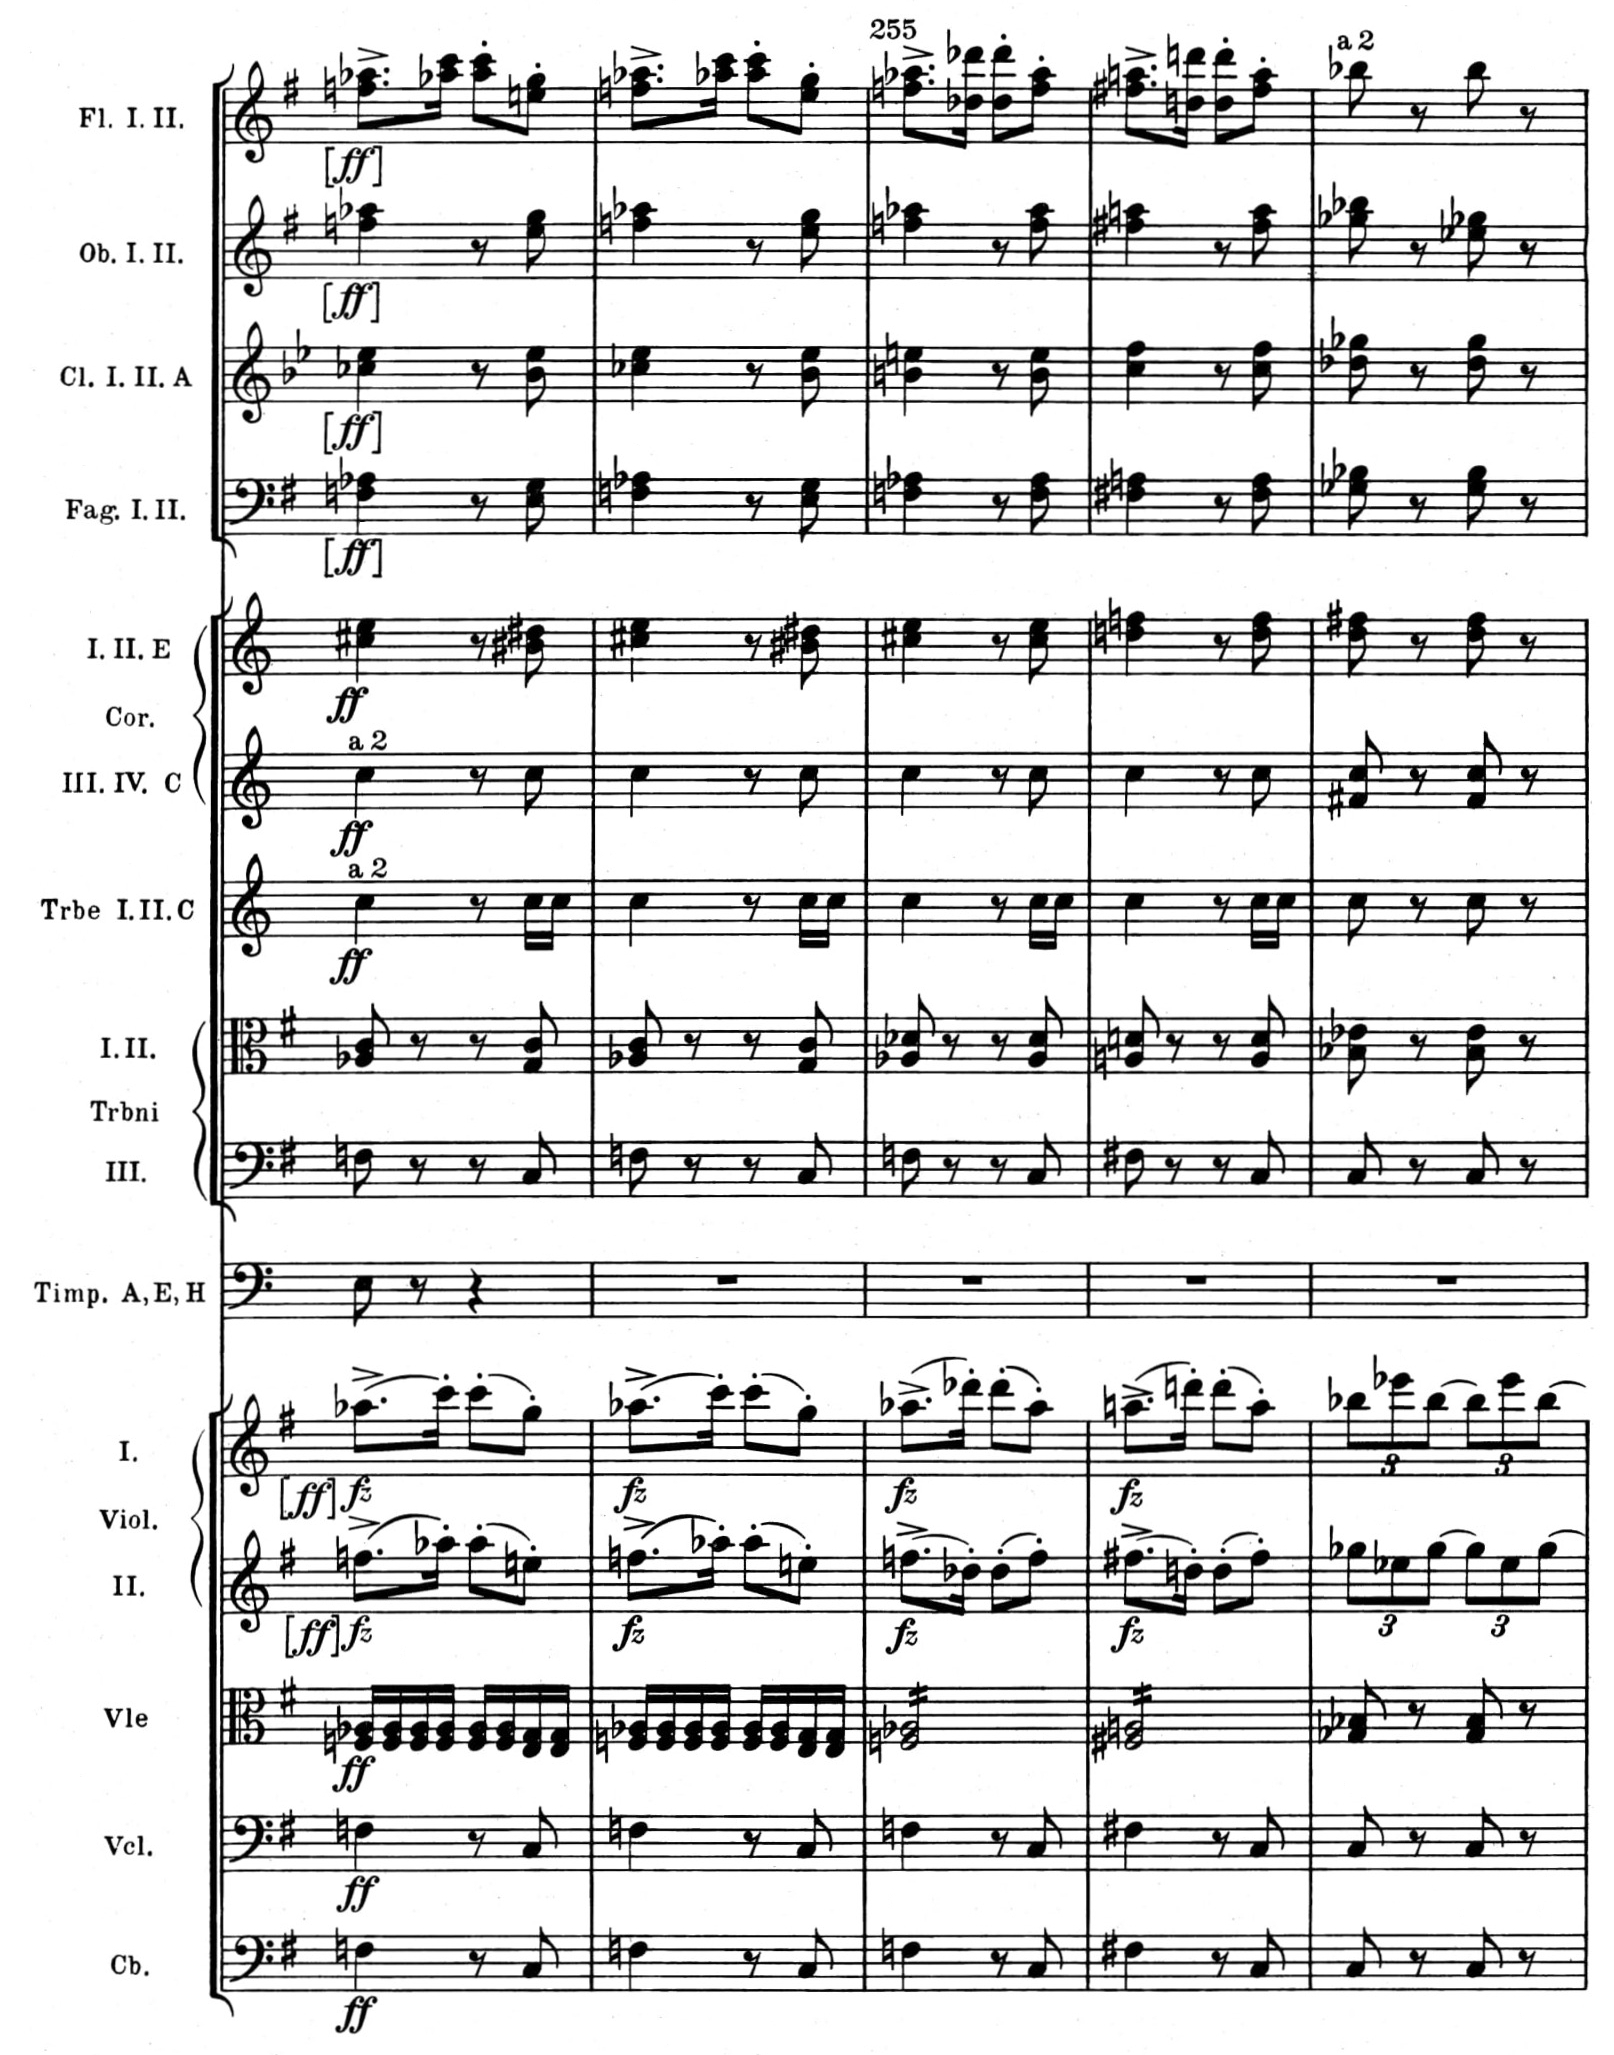 255
a 2
Fl. I. II.
[ff]
Ob. I. II.
[ff]
Cl. I. II. A
[ff]
Fag. I. II.
[ff]
I. II. E
ff
Cor.
a 2
III. IV. C
ff
a 2
Trbe I. II. C
ff
I. II.
Trbni
III.
Timp. A, E, H
I.
3 3
[ff] fz fz fz fz
Viol.
II.
3 3
[ff] fz fz fz fz
Vle
ff
Vcl.
ff
Cb.
ff